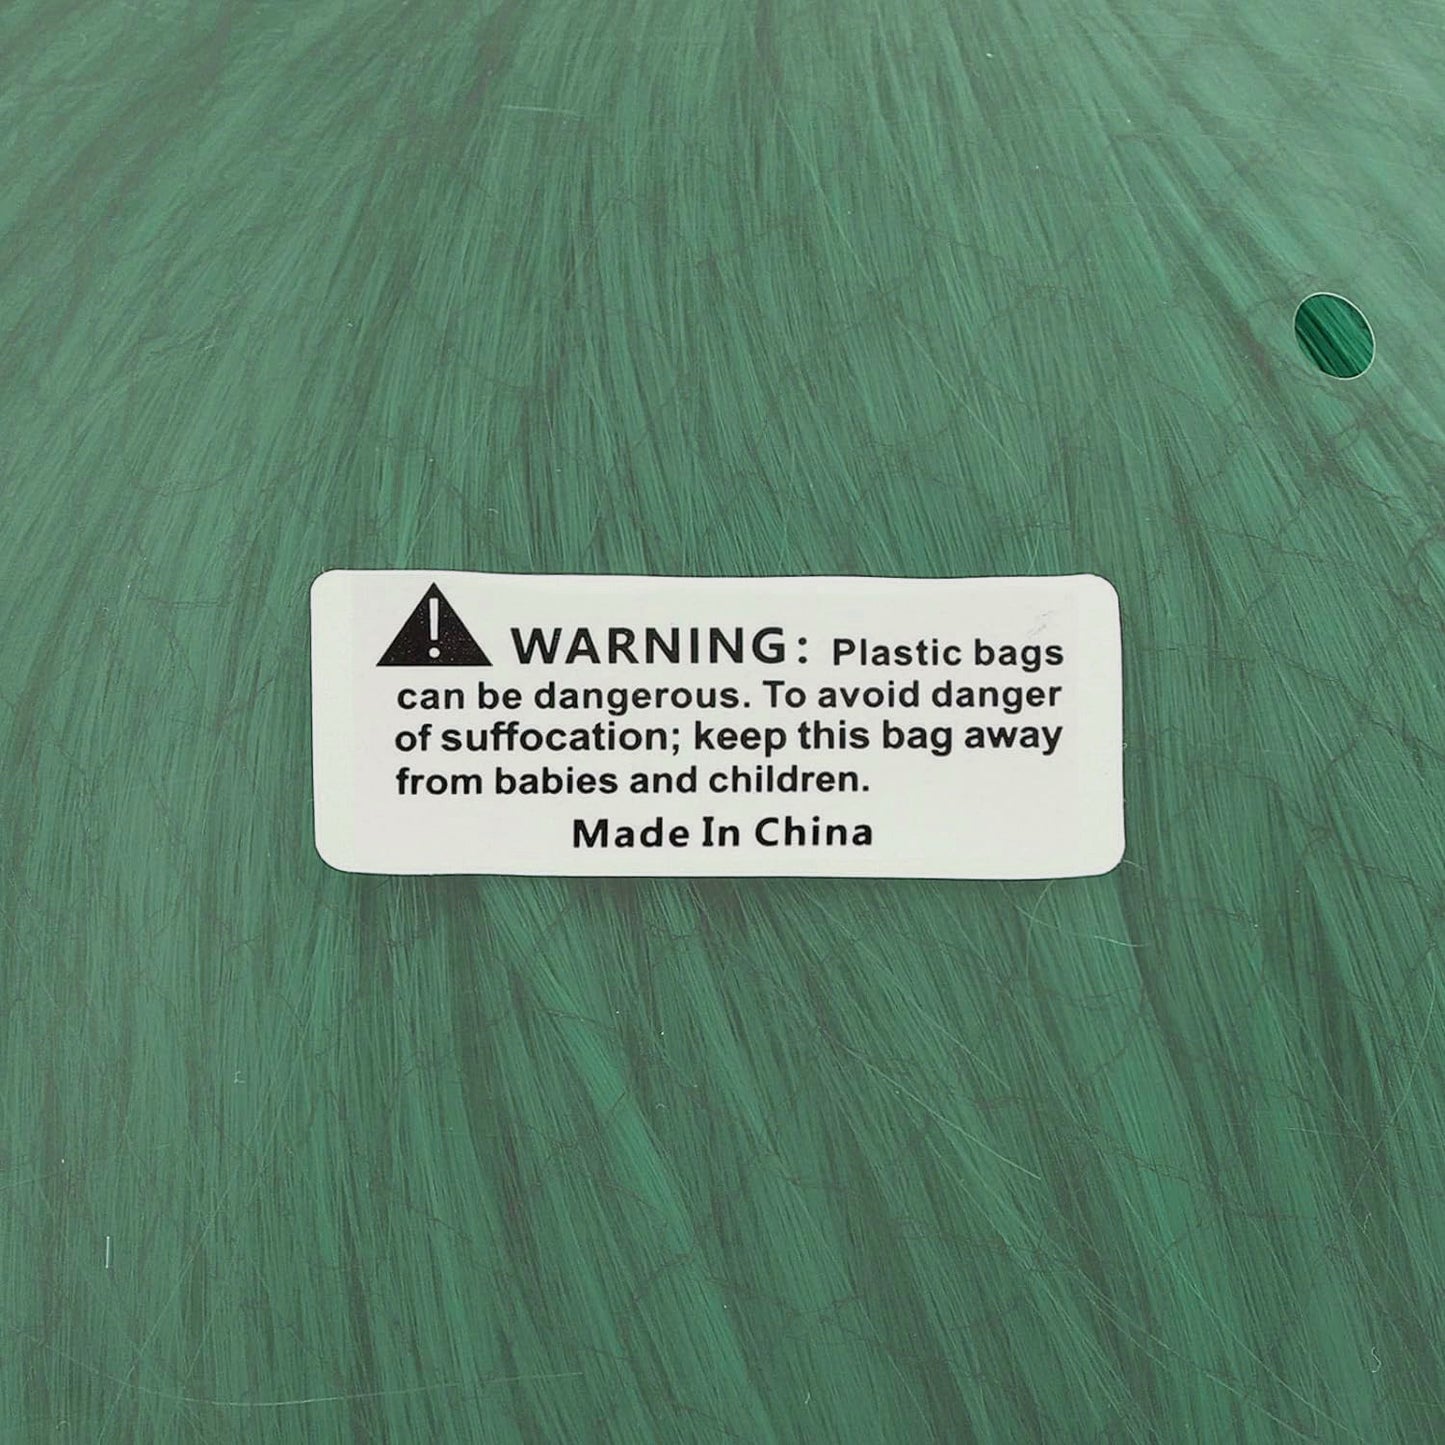 WARNING: Plastic bags
can be dangerous. To avoid danger
of suffocation; keep this bag away
from babies and children.
Made In China